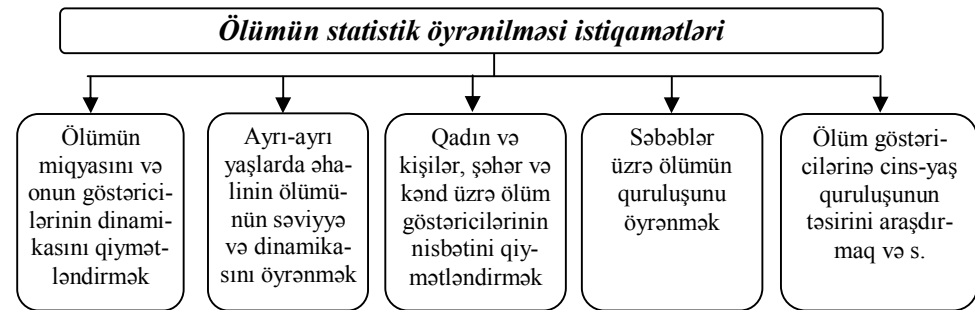 Ölümün statistik öyrənilməsi istiqamətləri
Ölümün
miqyasını və
onun göstərici-
lərinin dinami-
kasını qiymət-
ləndirmək
Ayrı-ayrı
yaşlarda əha-
linin ölümü-
nün səviyyə
və dinamika-
sını öyrənmək
Qadın və
kişilər, şəhər və
kənd üzrə ölüm
göstəricilərinin
nisbətini qiy-
mətləndirmək
Səbəblər
üzrə ölümün
quruluşunu
öyrənmək
Ölüm göstəri-
cilərinə cins-yaş
quruluşunun
təsirini araşdır-
maq və s.